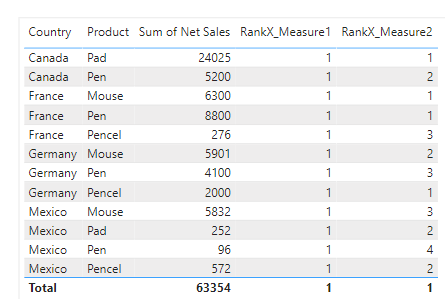 Country Product Sum of Net Sales RankX_Measure1 RankX_Measure2
Canada Pad 24025 1 1
Canada Pen 5200 1 2
France Mouse 6300 1 1
France Pen 8800 1 1
France Pencel 276 1 3
Germany Mouse 5901 1 2
Germany Pen 4100 1 3
Germany Pencel 2000 1 1
Mexico Mouse 5832 1 3
Mexico Pad 252 1 2
Mexico Pen 96 1 4
Mexico Pencel 572 1 2
Total 63354 1 1